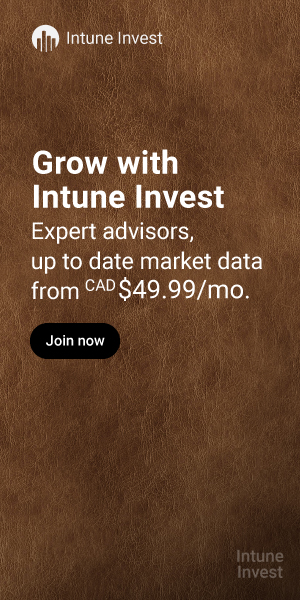 Intune Invest
Grow with
Intune Invest
Expert advisors,
up to date market data
from CAD$49.99/mo.
Join now
Intune
Invest